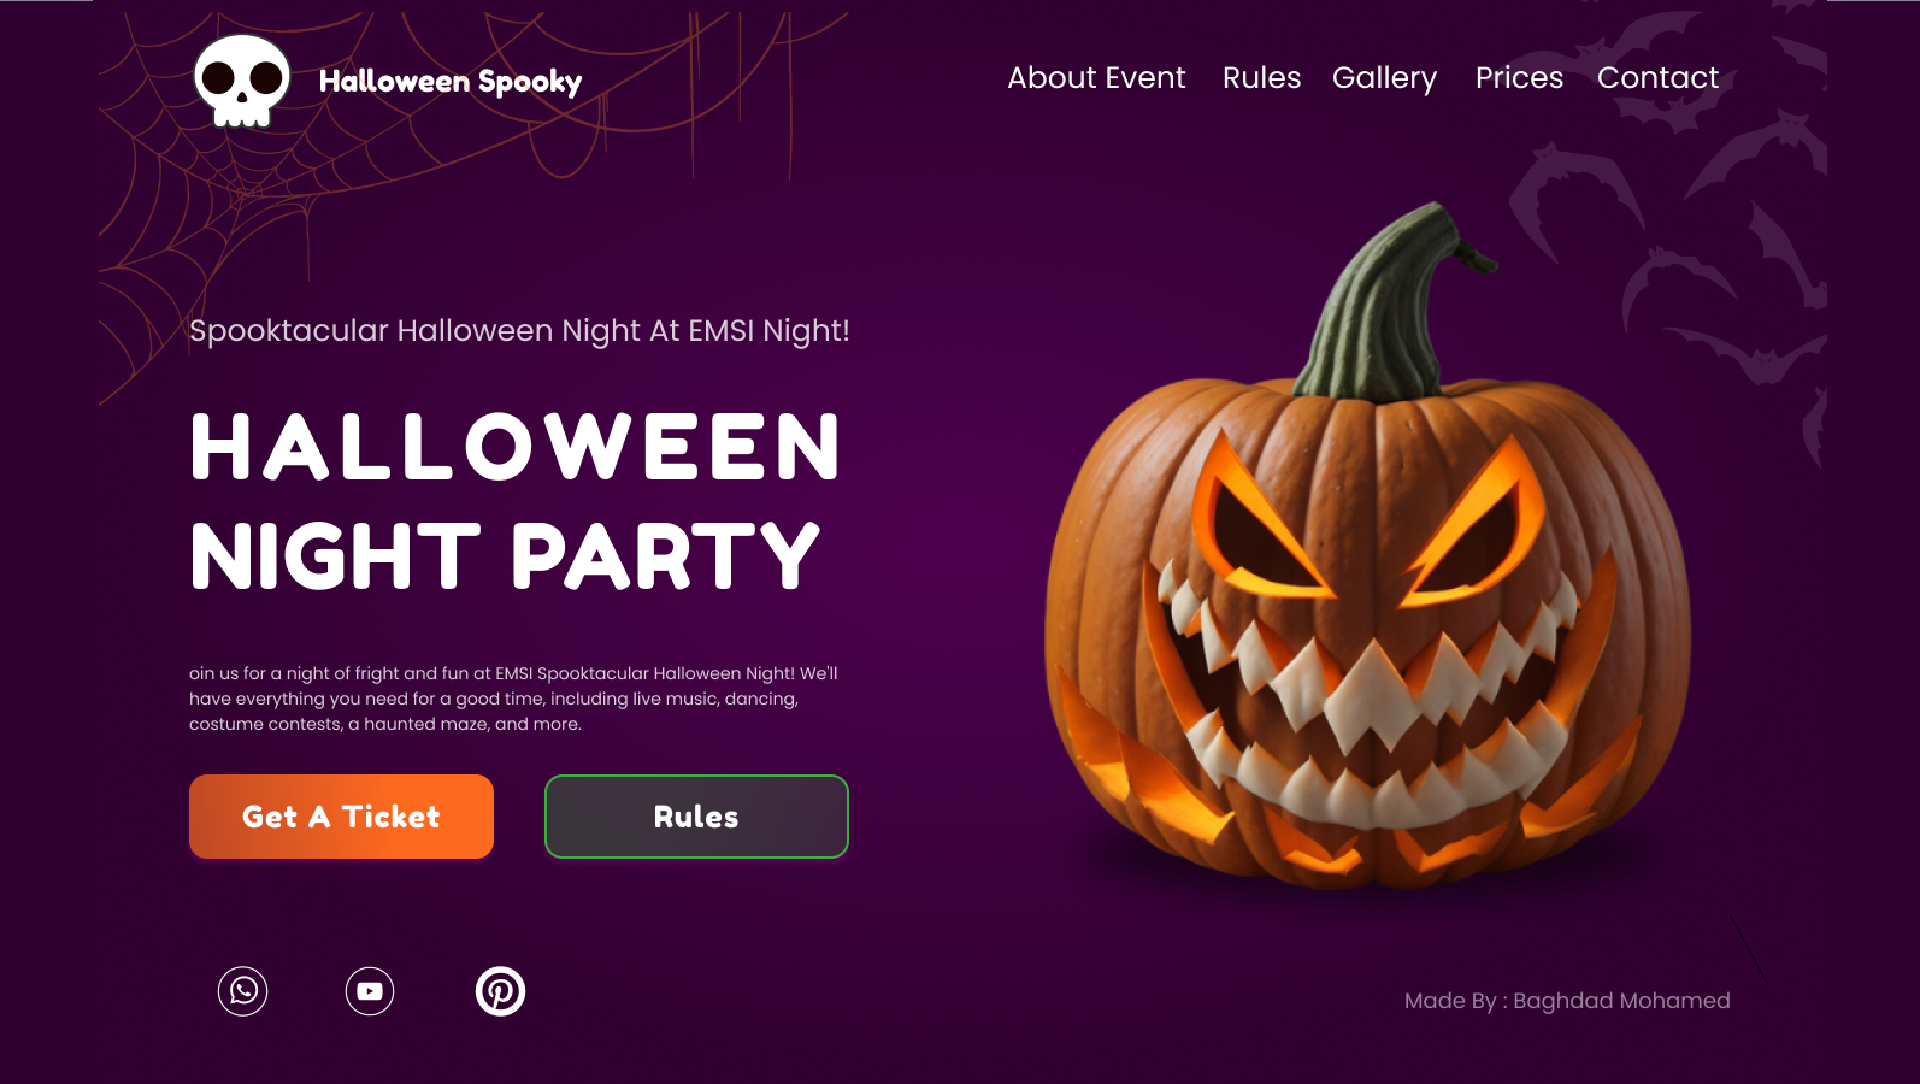 Halloween Spooky
About Event Rules Gallery Prices Contact
Spooktacular Halloween Night At EMSI Night!
HALLOWEEN
NIGHT PARTY
oin us for a night of fright and fun at EMSI Spooktacular Halloween Night! We'll
have everything you need for a good time, including live music, dancing,
costume contests, a haunted maze, and more.
Get A Ticket
Rules
Made By : Baghdad Mohamed